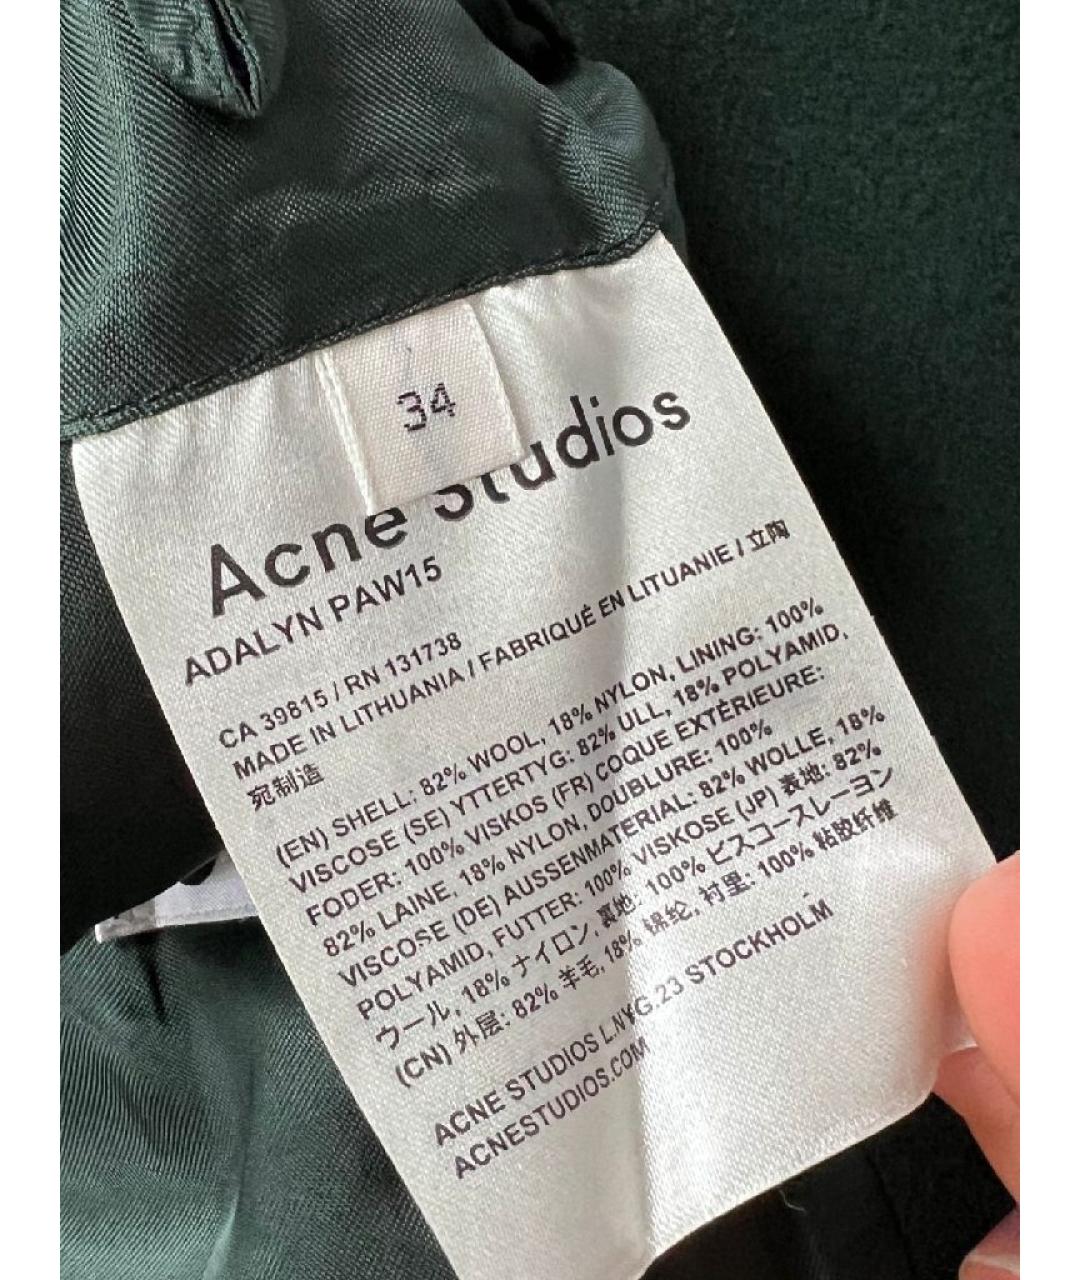 34
Acne Studios
ADALYN PAW15
CA 39815 / RN 131738
MADE IN LITHUANIA / FABRIQUÉ EN LITUANIE / 立陶
宛制造
(EN) SHELL: 82% WOOL, 18% NYLON, LINING: 100%
VISCOSE (SE) YTTERTYG: 82% ULL, 18% POLYAMID,
FODER: 100% VISKOS (FR) COQUE EXTÉRIEURE:
82% LAINE, 18% NYLON, DOUBLURE: 100%
VISCOSE (DE) AUSSENMATERIAL: 82% WOLLE, 18%
POLYAMID, FUTTER: 100% VISKOSE (JP) 表地: 82%
ウール, 18% ナイロン, 裏地: 100% ビスコースレーヨン
(CN) 外层: 82% 羊毛, 18% 锦纶, 衬里: 100% 粘胶纤维
ACNE STUDIOS L.NYG.23 STOCKHOLM
ACNESTUDIOS.COM